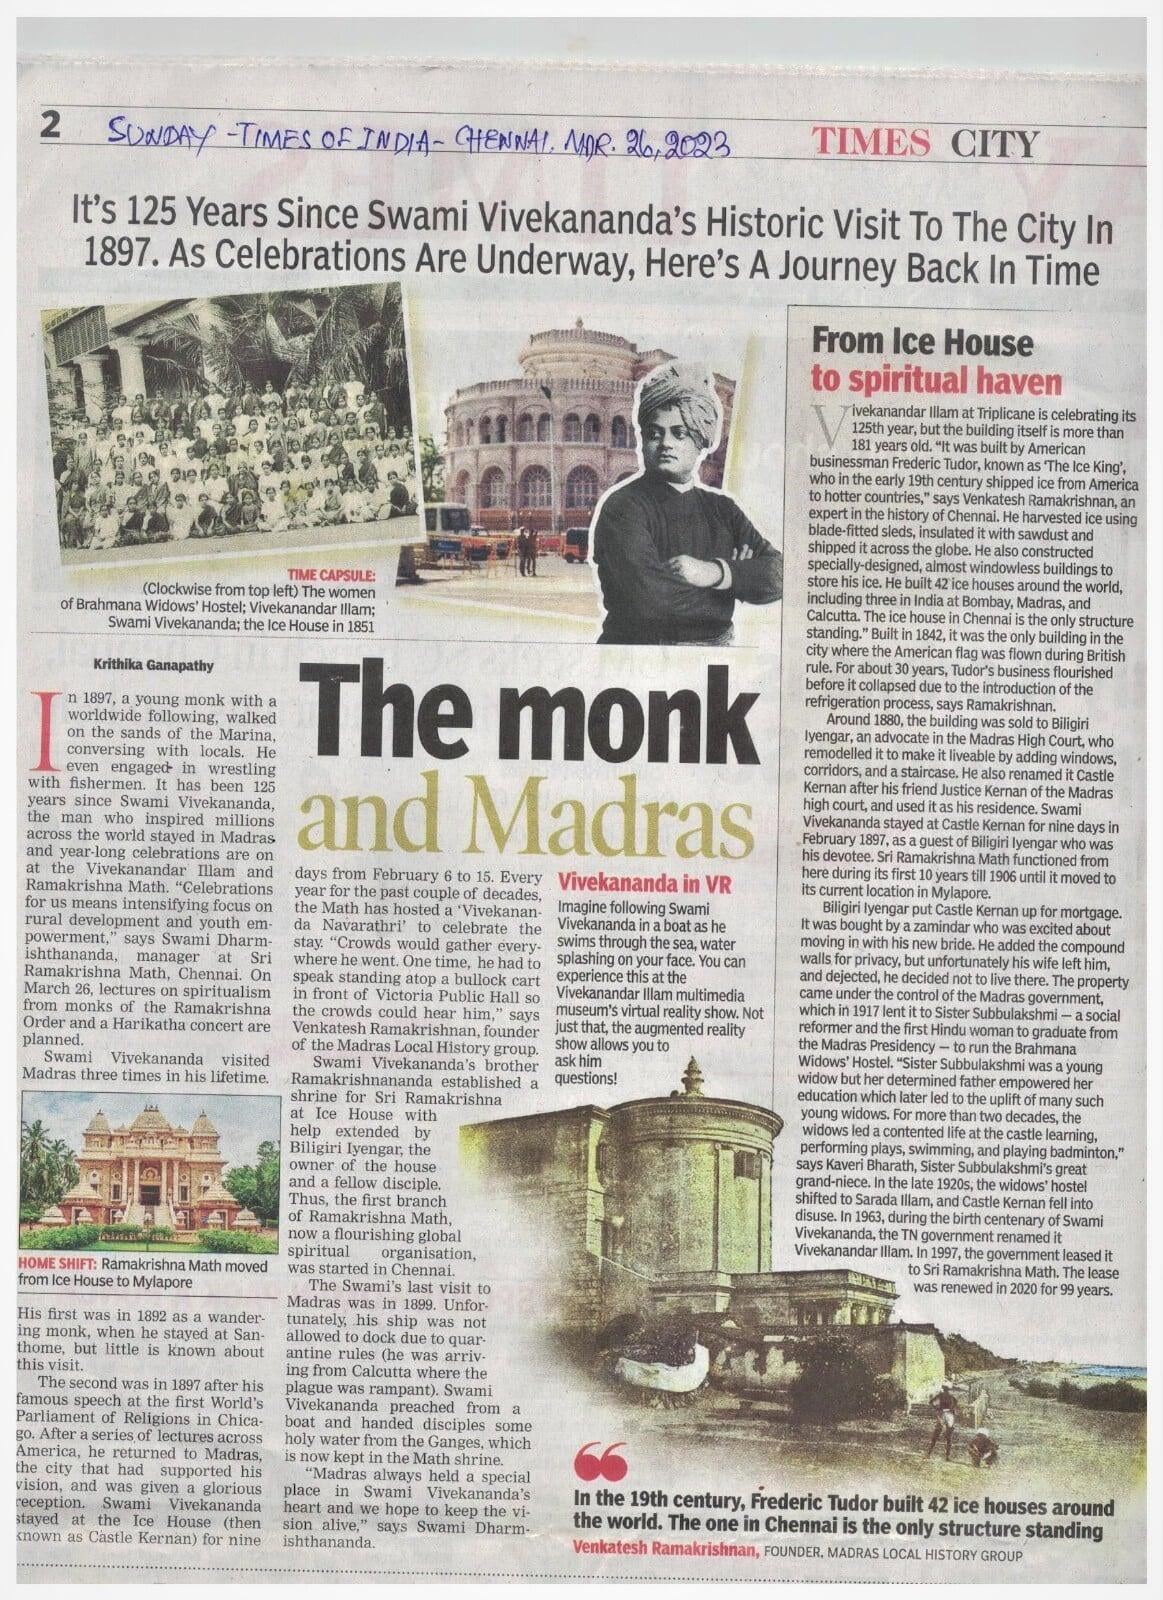 2
SUNDAY - TIMES OF INDIA - CHENNAI. MAR. 26, 2023
TIMES CITY
It's 125 Years Since Swami Vivekananda's Historic Visit To The City In
1897. As Celebrations Are Underway, Here's A Journey Back In Time
TIME CAPSULE:
(Clockwise from top left) The women
of Brahmana Widows' Hostel; Vivekanandar Illam;
Swami Vivekananda; the Ice House in 1851
Krithika Ganapathy
The monk
and Madras
In 1897, a young monk with a
worldwide following, walked
on the sands of the Marina,
conversing with locals. He
even engaged in wrestling
with fishermen. It has been 125
years since Swami Vivekananda,
the man who inspired millions
across the world stayed in Madras
and year-long celebrations are on
at the Vivekanandar Illam and
Ramakrishna Math. "Celebrations
for us means intensifying focus on
rural development and youth em-
powerment," says Swami Dharm-
ishthananda, manager at Sri
Ramakrishna Math, Chennai. On
March 26, lectures on spiritualism
from monks of the Ramakrishna
Order and a Harikatha concert are
planned.
Swami Vivekananda visited
Madras three times in his lifetime.
HOME SHIFT: Ramakrishna Math moved
from Ice House to Mylapore
His first was in 1892 as a wander-
ing monk, when he stayed at San-
thome, but little is known about
this visit.
The second was in 1897 after his
famous speech at the first World's
Parliament of Religions in Chica-
go. After a series of lectures across
America, he returned to Madras,
the city that had supported his
vision, and was given a glorious
reception. Swami Vivekananda
stayed at the Ice House (then
known as Castle Kernan) for nine
days from February 6 to 15. Every
year for the past couple of decades,
the Math has hosted a 'Vivekanan-
da Navarathri' to celebrate the
stay. "Crowds would gather every-
where he went. One time, he had to
speak standing atop a bullock cart
in front of Victoria Public Hall so
the crowds could hear him," says
Venkatesh Ramakrishnan, founder
of the Madras Local History group.
Swami Vivekananda's brother
Ramakrishnananda established a
shrine for Sri Ramakrishna
at Ice House with
help extended by
Biligiri Iyengar, the
owner of the house
and a fellow disciple.
Thus, the first branch
of Ramakrishna Math,
now a flourishing global
spiritual organisation,
was started in Chennai.
The Swami's last visit to
Madras was in 1899. Unfor-
tunately, his ship was not
allowed to dock due to quar-
antine rules (he was arriv-
ing from Calcutta where the
plague was rampant). Swami
Vivekananda preached from a
boat and handed disciples some
holy water from the Ganges, which
is now kept in the Math shrine.
"Madras always held a special
place in Swami Vivekananda's
heart and we hope to keep the vi-
sion alive," says Swami Dharm-
ishthananda.
Vivekananda in VR
Imagine following Swami
Vivekananda in a boat as he
swims through the sea, water
splashing on your face. You can
experience this at the
Vivekanandar Illam multimedia
museum's virtual reality show. Not
just that, the augmented reality
show allows you to
ask him
questions!
From Ice House
to spiritual haven
Vivekanandar Illam at Triplicane is celebrating its
125th year, but the building itself is more than
181 years old. "It was built by American
businessman Frederic Tudor, known as 'The Ice King',
who in the early 19th century shipped ice from America
to hotter countries," says Venkatesh Ramakrishnan, an
expert in the history of Chennai. He harvested ice using
blade-fitted sleds, insulated it with sawdust and
shipped it across the globe. He also constructed
specially-designed, almost windowless buildings to
store his ice. He built 42 ice houses around the world,
including three in India at Bombay, Madras, and
Calcutta. The ice house in Chennai is the only structure
standing." Built in 1842, it was the only building in the
city where the American flag was flown during British
rule. For about 30 years, Tudor's business flourished
before it collapsed due to the introduction of the
refrigeration process, says Ramakrishnan.
Around 1880, the building was sold to Biligiri
Iyengar, an advocate in the Madras High Court, who
remodelled it to make it liveable by adding windows,
corridors, and a staircase. He also renamed it Castle
Kernan after his friend Justice Kernan of the Madras
high court, and used it as his residence. Swami
Vivekananda stayed at Castle Kernan for nine days in
February 1897, as a guest of Biligiri Iyengar who was
his devotee. Sri Ramakrishna Math functioned from
here during its first 10 years till 1906 until it moved to
its current location in Mylapore.
Biligiri Iyengar put Castle Kernan up for mortgage.
It was bought by a zamindar who was excited about
moving in with his new bride. He added the compound
walls for privacy, but unfortunately his wife left him,
and dejected, he decided not to live there. The property
came under the control of the Madras government,
which in 1917 lent it to Sister Subbulakshmi — a social
reformer and the first Hindu woman to graduate from
the Madras Presidency — to run the Brahmana
Widows' Hostel. "Sister Subbulakshmi was a young
widow but her determined father empowered her
education which later led to the uplift of many such
young widows. For more than two decades, the
widows led a contented life at the castle learning,
performing plays, swimming, and playing badminton,"
says Kaveri Bharath, Sister Subbulakshmi's great
grand-niece. In the late 1920s, the widows' hostel
shifted to Sarada Illam, and Castle Kernan fell into
disuse. In 1963, during the birth centenary of Swami
Vivekananda, the TN government renamed it
Vivekanandar Illam. In 1997, the government leased it
to Sri Ramakrishna Math. The lease
was renewed in 2020 for 99 years.
In the 19th century, Frederic Tudor built 42 ice houses around
the world. The one in Chennai is the only structure standing
Venkatesh Ramakrishnan, FOUNDER, MADRAS LOCAL HISTORY GROUP